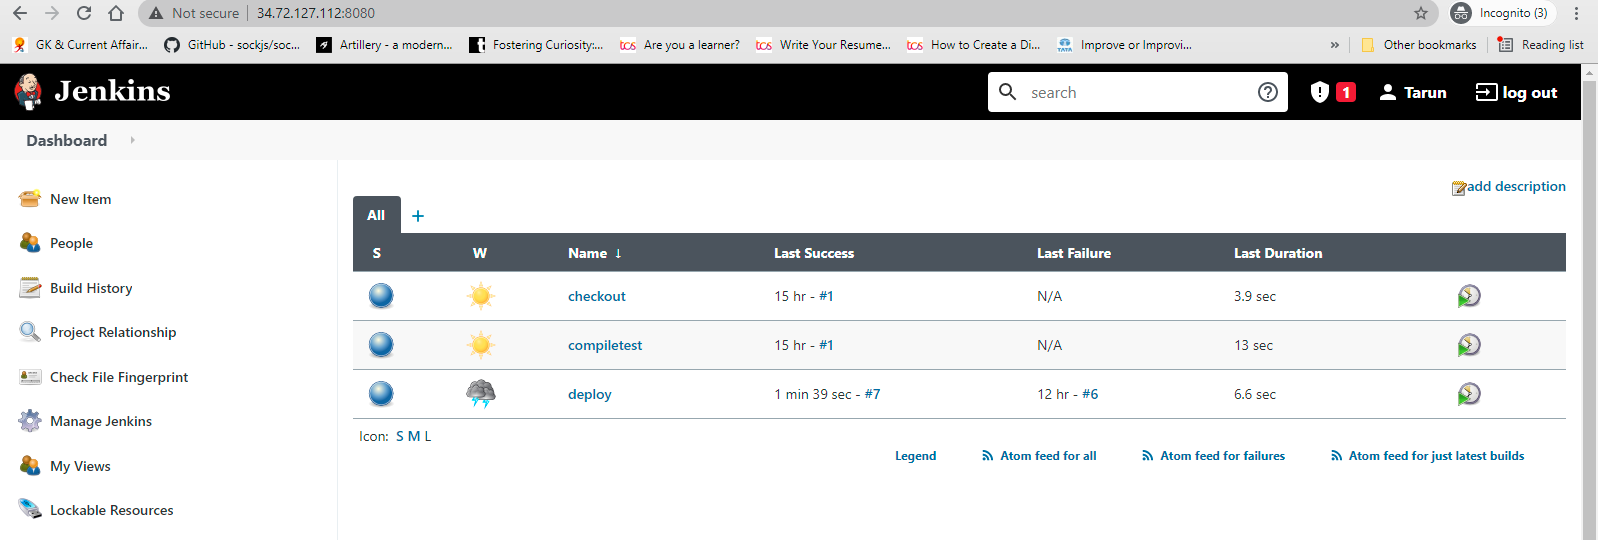 Not secure 34.72.127.112:8080 Incognito (3)
GK & Current Affair... GitHub - sockjs/soc... Artillery - a modern... Fostering Curiosity:... tcs Are you a learner? tcs Write Your Resume... tcs How to Create a Di... TATA Improve or Improvi... » Other bookmarks Reading list
Jenkins search 1 Tarun log out
Dashboard
New Item
People
Build History
Project Relationship
Check File Fingerprint
Manage Jenkins
My Views
Lockable Resources
add description
All +
S W Name ↓ Last Success Last Failure Last Duration
checkout 15 hr - #1 N/A 3.9 sec
compiletest 15 hr - #1 N/A 13 sec
deploy 1 min 39 sec - #7 12 hr - #6 6.6 sec
Icon: S M L
Legend Atom feed for all Atom feed for failures Atom feed for just latest builds